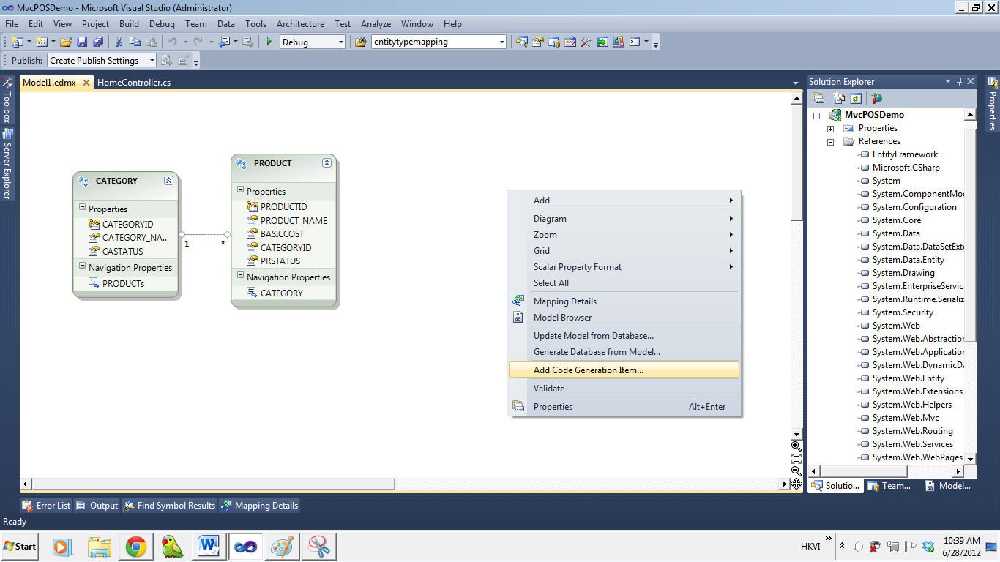 MvcPOSDemo - Microsoft Visual Studio (Administrator)
File Edit View Project Build Debug Team Data Tools Architecture Test Analyze Window Help
Debug entitytypemapping
Publish: Create Publish Settings
Model1.edmx HomeController.cs
Toolbox
Server Explorer
CATEGORY
Properties
CATEGORYID
CATEGORY_NA...
CASTATUS
Navigation Properties
PRODUCTs
1 *
PRODUCT
Properties
PRODUCTID
PRODUCT_NAME
BASICCOST
CATEGORYID
PRSTATUS
Navigation Properties
CATEGORY
Add
Diagram
Zoom
Grid
Scalar Property Format
Select All
Mapping Details
Model Browser
Update Model from Database...
Generate Database from Model...
Add Code Generation Item...
Validate
Properties Alt+Enter
Solution Explorer
MvcPOSDemo
Properties
References
EntityFramework
Microsoft.CSharp
System
System.ComponentMo
System.Configuration
System.Core
System.Data
System.Data.DataSetExt
System.Data.Entity
System.Drawing
System.EnterpriseServic
System.Runtime.Serializ
System.Security
System.Web
System.Web.Abstraction
System.Web.Application
System.Web.DynamicDa
System.Web.Entity
System.Web.Extensions
System.Web.Helpers
System.Web.Mvc
System.Web.Routing
System.Web.Services
System.Web.WebPages
Solutio... Team... Model...
Properties
Error List Output Find Symbol Results Mapping Details
Ready
Start
HKVI
10:39 AM
6/28/2012